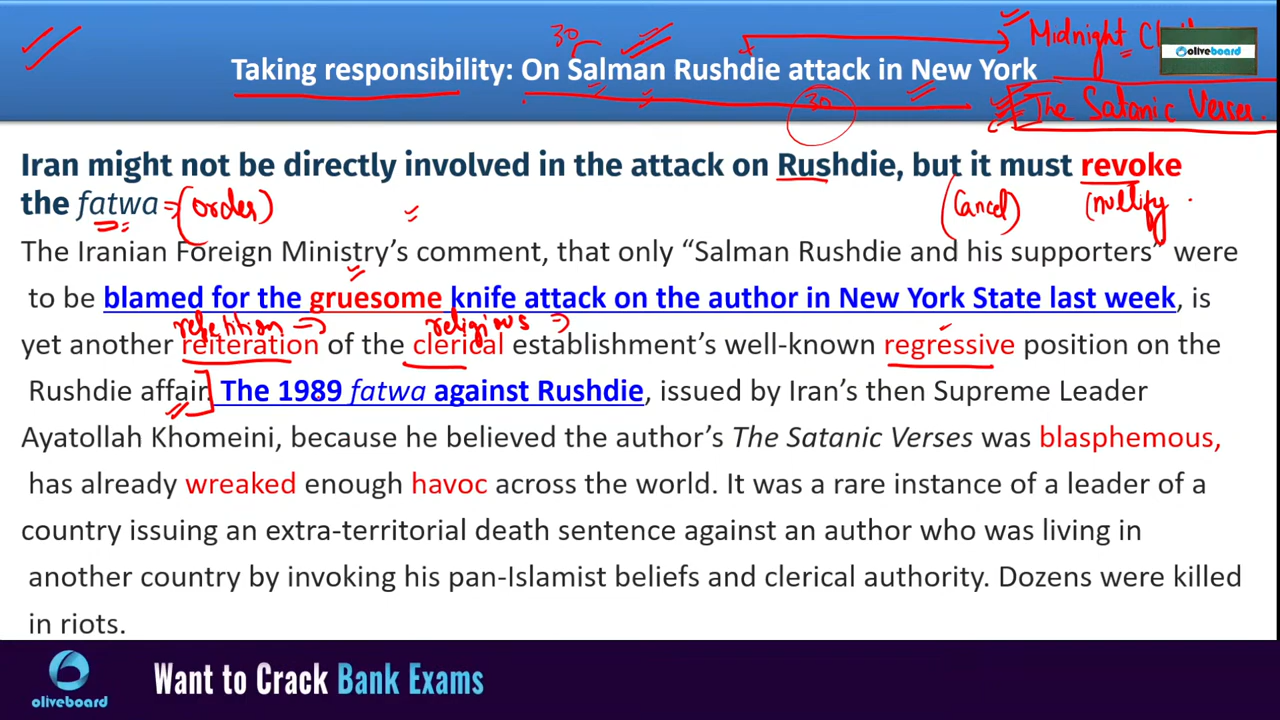 30
Midnight
oliveboard
Taking responsibility: On Salman Rushdie attack in New York
30
The Satanic Verses.
Iran might not be directly involved in the attack on Rushdie, but it must revoke
the fatwa => (order) (Cancel) (nullify
The Iranian Foreign Ministry’s comment, that only “Salman Rushdie and his supporters” were
to be blamed for the gruesome knife attack on the author in New York State last week, is
repetition => religious =>
yet another reiteration of the clerical establishment’s well-known regressive position on the
Rushdie affair. The 1989 fatwa against Rushdie, issued by Iran’s then Supreme Leader
Ayatollah Khomeini, because he believed the author’s The Satanic Verses was blasphemous,
has already wreaked enough havoc across the world. It was a rare instance of a leader of a
country issuing an extra-territorial death sentence against an author who was living in
another country by invoking his pan-Islamist beliefs and clerical authority. Dozens were killed
in riots.
oliveboard
Want to Crack Bank Exams